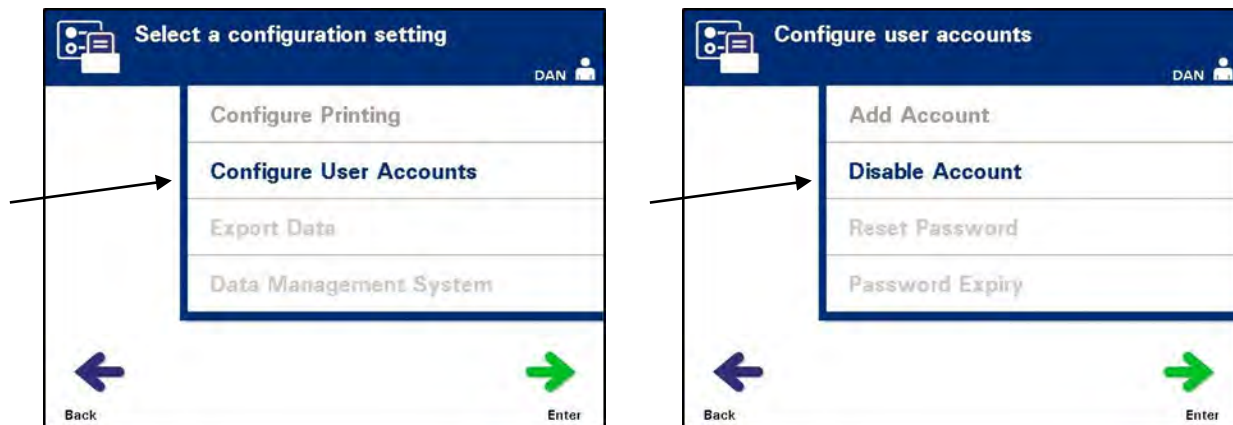 Select a configuration setting
DAN
Configure Printing
Configure User Accounts
Export Data
Data Management System
Back
Enter
Configure user accounts
DAN
Add Account
Disable Account
Reset Password
Password Expiry
Back
Enter